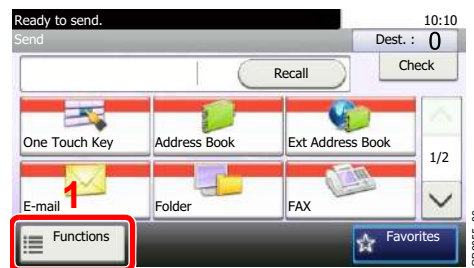 Ready to send. 10:10
Send Dest. : 0
Recall Check
One Touch Key Address Book Ext Address Book
1/2
1
E-mail Folder FAX
Functions Favorites